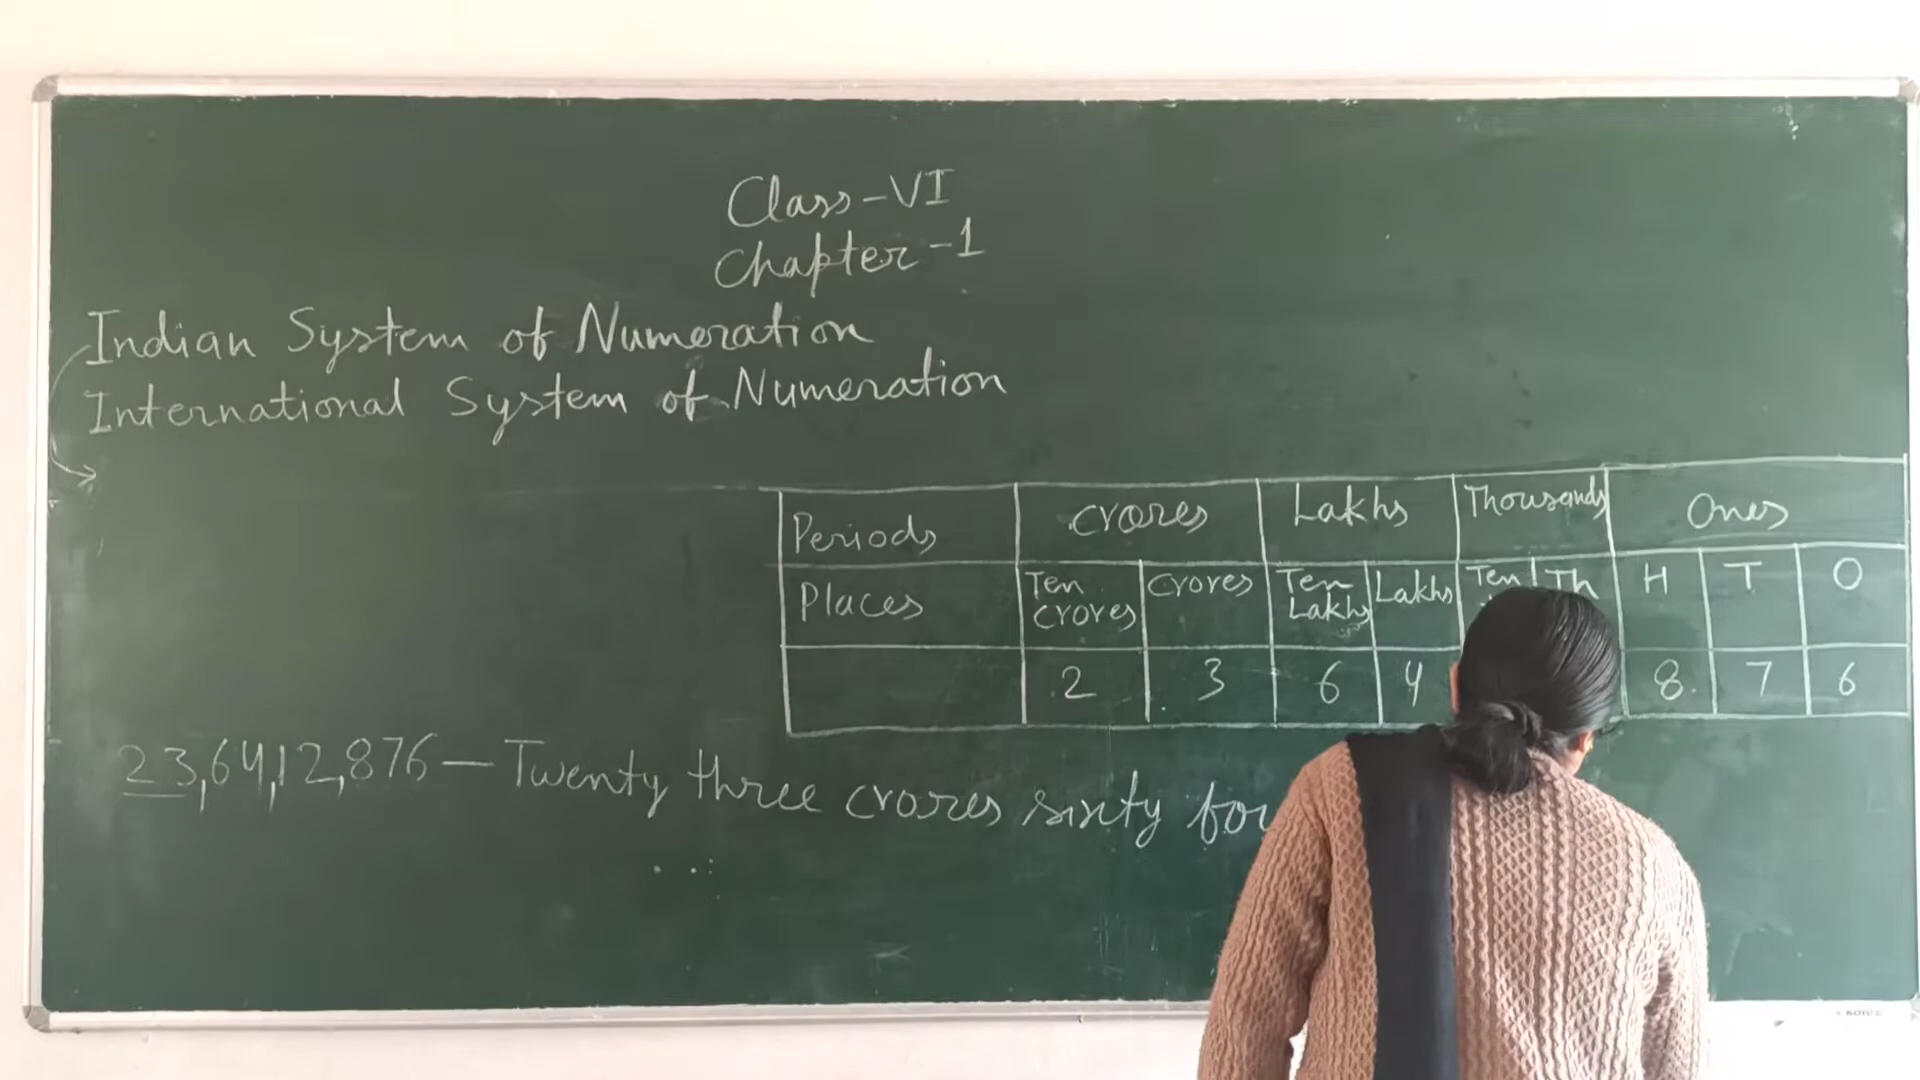 Class-VI
Chapter-1
Indian System of Numeration
International System of Numeration
Periods Crores Lakhs Thousands Ones
Places Ten Crores Crores Ten Lakhs Lakhs Ten Th H T O
2 3 6 4 8 7 6
23,64,12,876 — Twenty three crores sixty